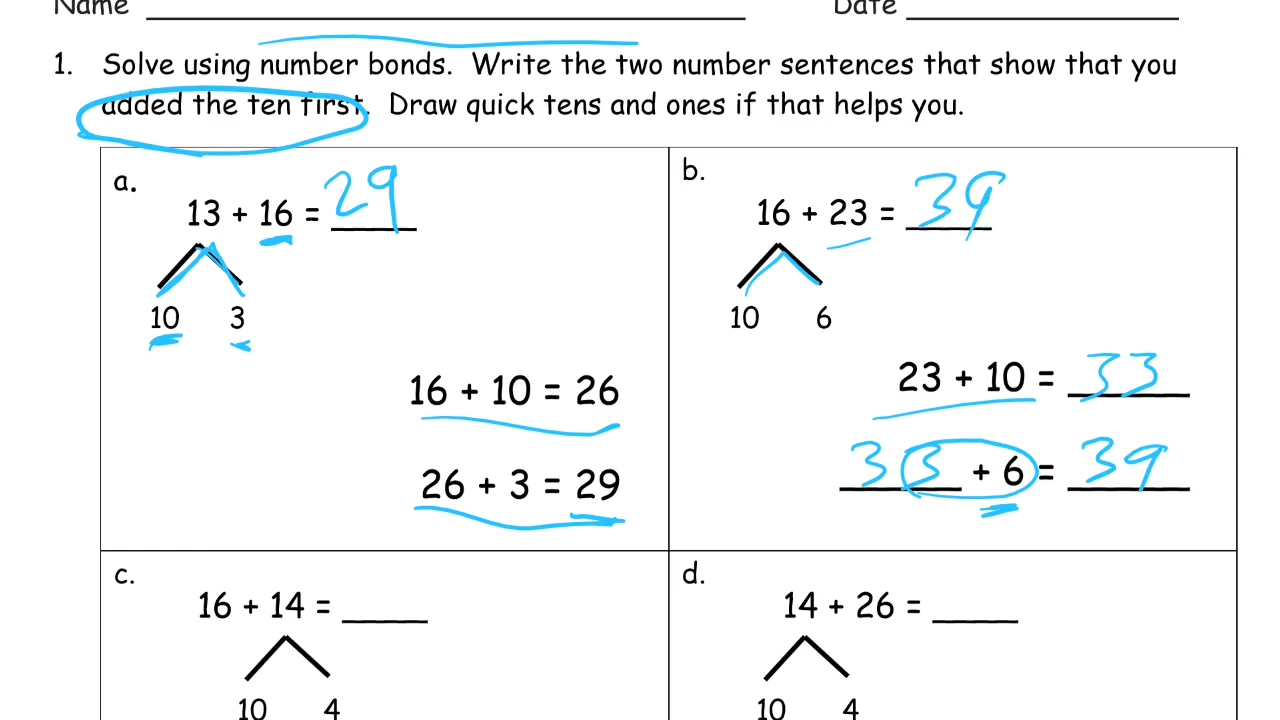 Name Date
1. Solve using number bonds. Write the two number sentences that show that you
added the ten first. Draw quick tens and ones if that helps you.
a.
13 + 16 = 29
10 3
16 + 10 = 26
26 + 3 = 29
b.
16 + 23 = 39
10 6
23 + 10 = 33
33 + 6 = 39
c.
16 + 14 =
10 4
d.
14 + 26 =
10 4